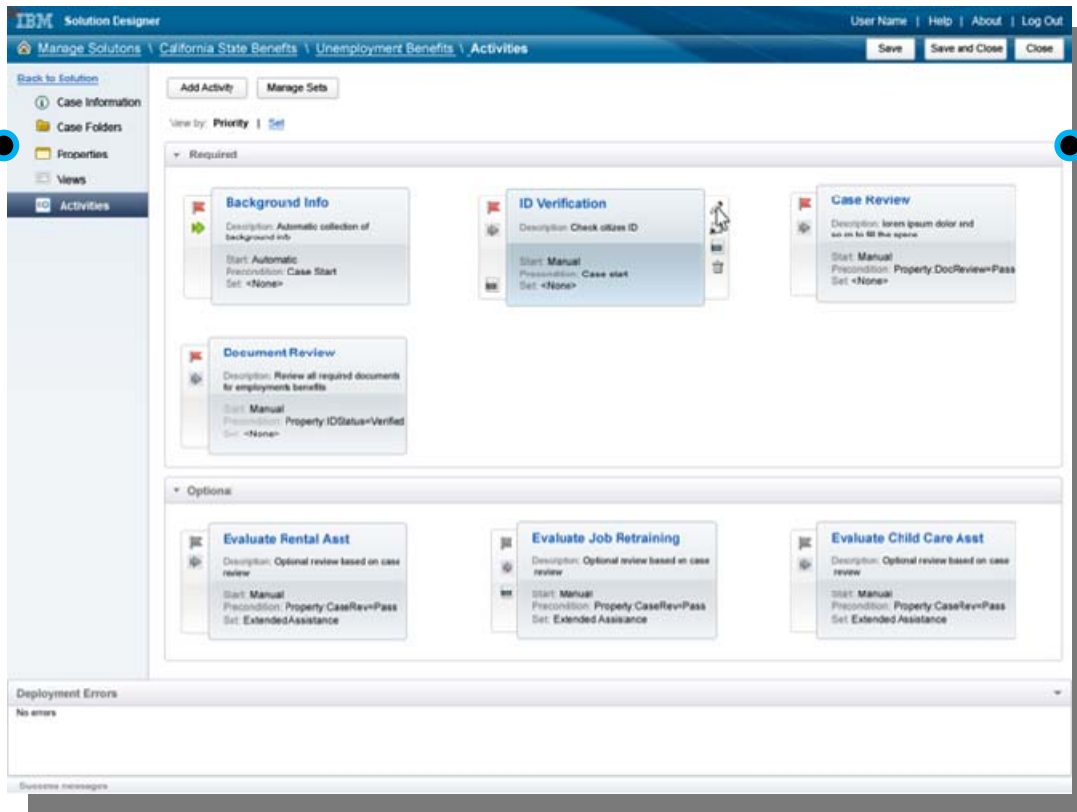 IBM Solution Designer
User Name | Help | About | Log Out
Manage Solutons \ California State Benefits \ Unemployment Benefits \ Activities
Save
Save and Close
Close
Back to Solution
Case Information
Case Folders
Properties
Views
Activities
Add Activity
Manage Sets
View by: Priority | Set
Required
Background Info
Description: Automatic collection of
background info
Start: Automatic
Precondition: Case Start
Set: <None>
ID Verification
Description: Check citizen ID
Start: Manual
Precondition: Case start
Set: <None>
Case Review
Description: lorem ipsum dolor and
so m to fill the space
Start: Manual
Precondition: Property:DocReview=Pass
Set: <None>
Document Review
Description: Review all required documents
for employments benefits
Start: Manual
Precondition: Property:IDStatus=Verified
Set: <None>
Optional
Evaluate Rental Asst
Description: Optional review based on case
review
Start: Manual
Precondition: Property:CaseRev=Pass
Set: Extended Assistance
Evaluate Job Retraining
Description: Optional review based on case
review
Start: Manual
Precondition: Property:CaseRev=Pass
Set: Extended Assistance
Evaluate Child Care Asst
Description: Optional review based on case
review
Start: Manual
Precondition: Property:CaseRev=Pass
Set: Extended Assistance
Deployment Errors
No errors
Success messages